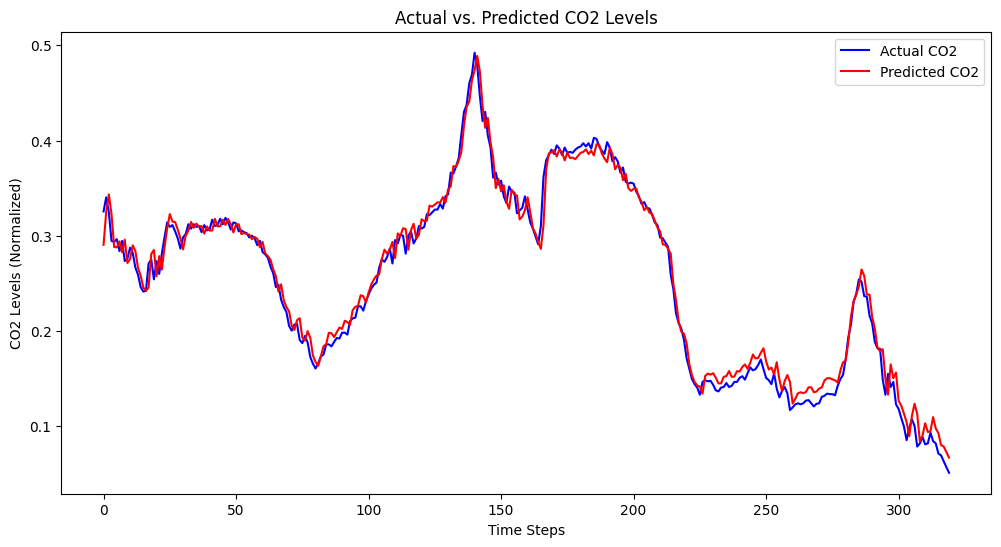 Actual vs. Predicted CO2 Levels
Actual CO2
Predicted CO2
CO2 Levels (Normalized)
0.5
0.4
0.3
0.2
0.1
0 50 100 150 200 250 300
Time Steps